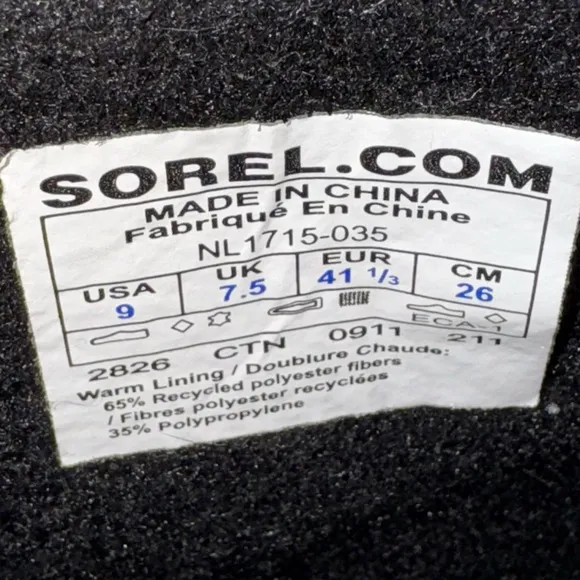 SOREL.COM
MADE IN CHINA
Fabriqué En Chine
NL1715-035
USA UK EUR CM
9 7.5 41 1/3 26
ECA-1
2826 CTN 0911 211
Warm Lining / Doublure Chaude:
65% Recycled polyester fibers
/ Fibres polyester recyclées
35% Polypropylene